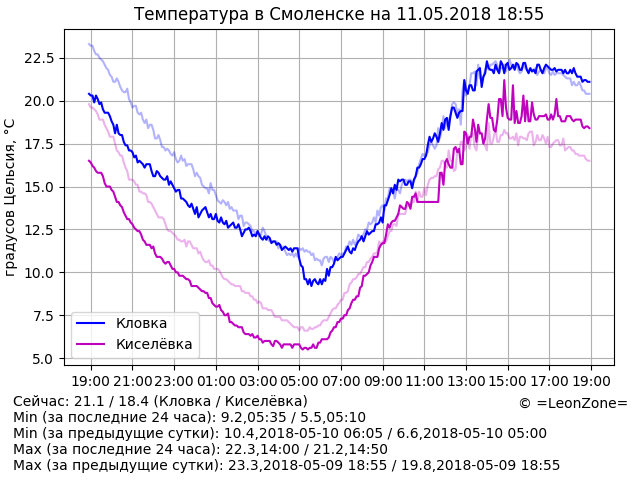 Температура в Смоленске на 11.05.2018 18:55
градусов Цельсия, °C
22.5
20.0
17.5
15.0
12.5
10.0
7.5
5.0
Кловка
Киселёвка
19:00 21:00 23:00 01:00 03:00 05:00 07:00 09:00 11:00 13:00 15:00 17:00 19:00
Сейчас: 21.1 / 18.4 (Кловка / Киселёвка)
© =LeonZone=
Min (за последние 24 часа): 9.2,05:35 / 5.5,05:10
Min (за предыдущие сутки): 10.4,2018-05-10 06:05 / 6.6,2018-05-10 05:00
Max (за последние 24 часа): 22.3,14:00 / 21.2,14:50
Max (за предыдущие сутки): 23.3,2018-05-09 18:55 / 19.8,2018-05-09 18:55